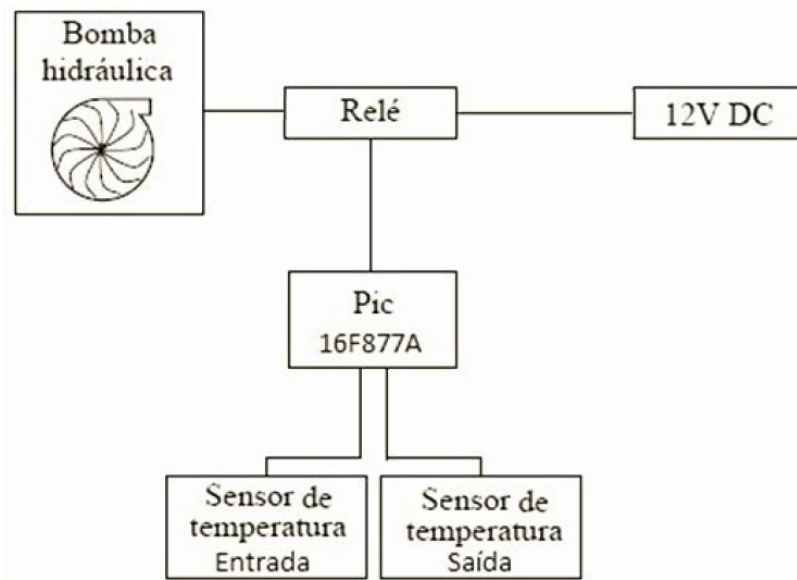 Bomba
hidráulica
Relé
12V DC
Pic
16F877A
Sensor de
temperatura
Entrada
Sensor de
temperatura
Saída